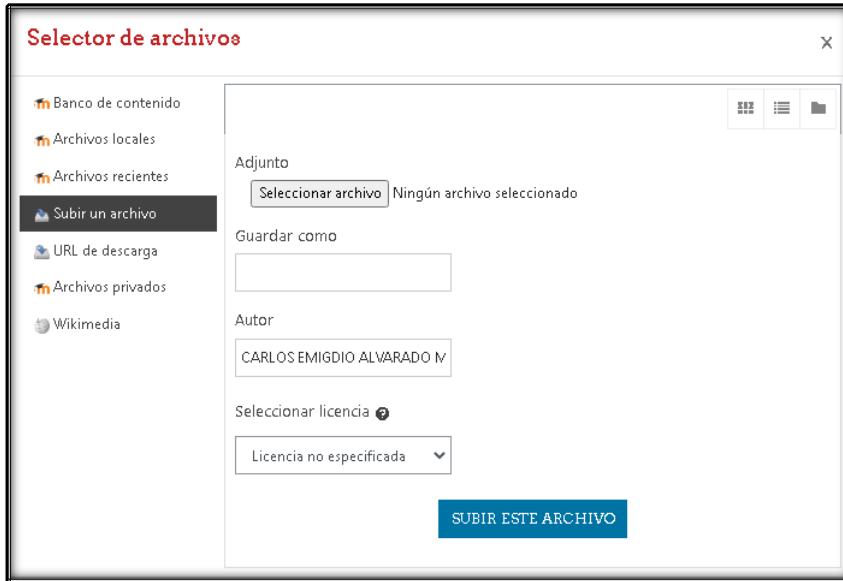 Selector de archivos
x
Banco de contenido
Archivos locales
Archivos recientes
Subir un archivo
URL de descarga
Archivos privados
Wikimedia
Adjunto
Seleccionar archivo Ningún archivo seleccionado
Guardar como
Autor
CARLOS EMIGDIO ALVARADO M
Seleccionar licencia ?
Licencia no especificada
SUBIR ESTE ARCHIVO